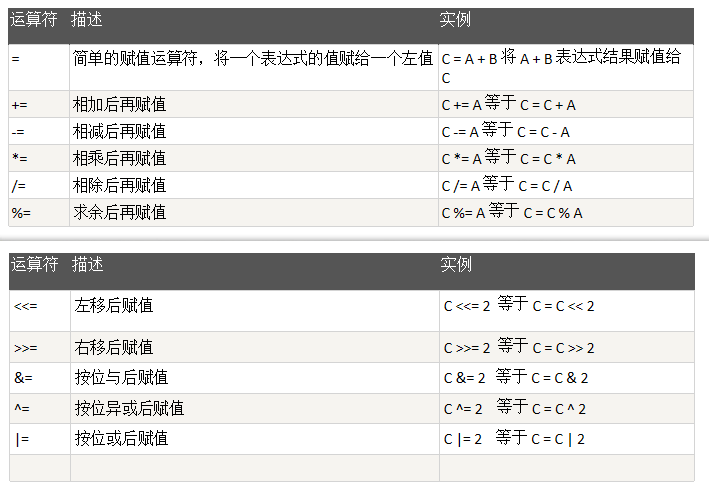 运算符 描述 实例
= 简单的赋值运算符，将一个表达式的值赋给一个左值 C = A + B 将 A + B 表达式结果赋值给
C
+= 相加后再赋值 C += A 等于 C = C + A
-= 相减后再赋值 C -= A 等于 C = C - A
*= 相乘后再赋值 C *= A 等于 C = C * A
/= 相除后再赋值 C /= A 等于 C = C / A
%= 求余后再赋值 C %= A 等于 C = C % A
运算符 描述 实例
<<= 左移后赋值 C <<= 2 等于 C = C << 2
>>= 右移后赋值 C >>= 2 等于 C = C >> 2
&= 按位与后赋值 C &= 2 等于 C = C & 2
^= 按位异或后赋值 C ^= 2 等于 C = C ^ 2
|= 按位或后赋值 C |= 2 等于 C = C | 2